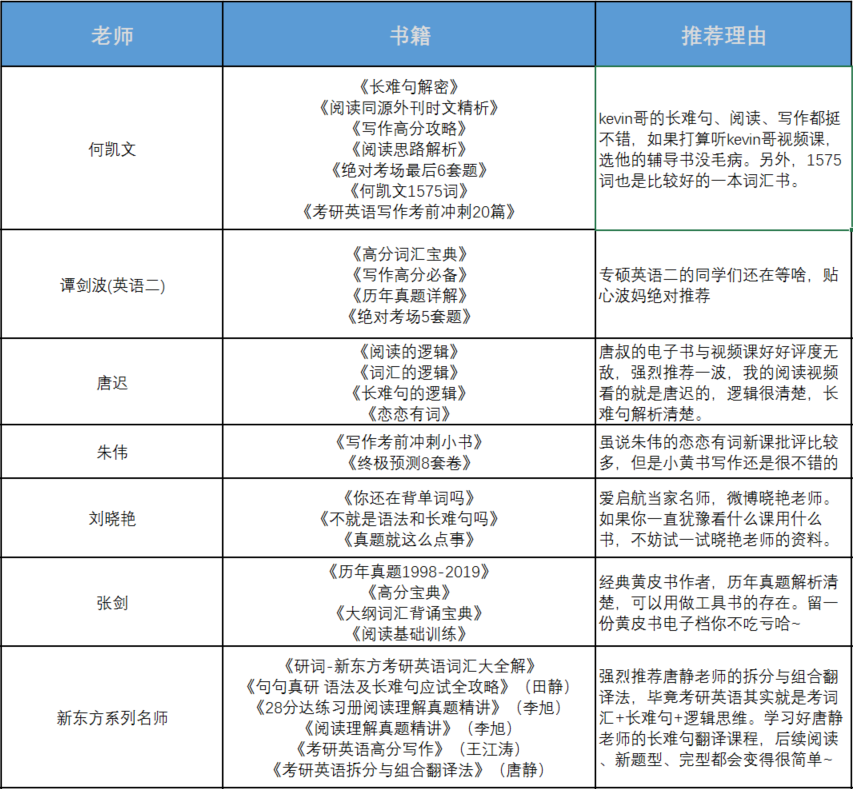 老师
书籍
推荐理由
何凯文
《长难句解密》
《阅读同源外刊时文精析》
《写作高分攻略》
《阅读思路解析》
《绝对考场最后6套题》
《何凯文1575词》
《考研英语写作考前冲刺20篇》
kevin哥的长难句、阅读、写作都挺
不错，如果打算听kevin哥视频课，
选他的辅导书没毛病。另外，1575
词也是比较好的一本词汇书。
谭剑波(英语二)
《高分词汇宝典》
《写作高分必备》
《历年真题详解》
《绝对考场5套题》
专硕英语二的同学们还在等啥，贴
心波妈绝对推荐
唐迟
《阅读的逻辑》
《词汇的逻辑》
《长难句的逻辑》
《恋恋有词》
唐叔的电子书与视频课好好评度无
敌，强烈推荐一波，我的阅读视频
看的就是唐迟的，逻辑很清楚，长
难句解析清楚。
朱伟
《写作考前冲刺小书》
《终极预测8套卷》
虽说朱伟的恋恋有词新课批评比较
多，但是小黄书写作还是很不错的
刘晓艳
《你还在背单词吗》
《不就是语法和长难句吗》
《真题就这么点事》
爱启航当家名师，微博晓艳老师。
如果你一直犹豫看什么课用什么
书，不妨试一试晓艳老师的资料。
张剑
《历年真题1998-2019》
《高分宝典》
《大纲词汇背诵宝典》
《阅读基础训练》
经典黄皮书作者，历年真题解析清
楚，可以用做工具书的存在。留一
份黄皮书电子档你不吃亏哈~
新东方系列名师
《研词-新东方考研英语词汇大全解》
《句句真研 语法及长难句应试全攻略》（田静）
《28分达练习册阅读理解真题精讲》（李旭）
《阅读理解真题精讲》（李旭）
《考研英语高分写作》（王江涛）
《考研英语拆分与组合翻译法》（唐静）
强烈推荐唐静老师的拆分与组合翻
译法，毕竟考研英语其实就是考词
汇+长难句+逻辑思维。学习好唐静
老师的长难句翻译课程，后续阅读
、新题型、完型都会变得很简单~